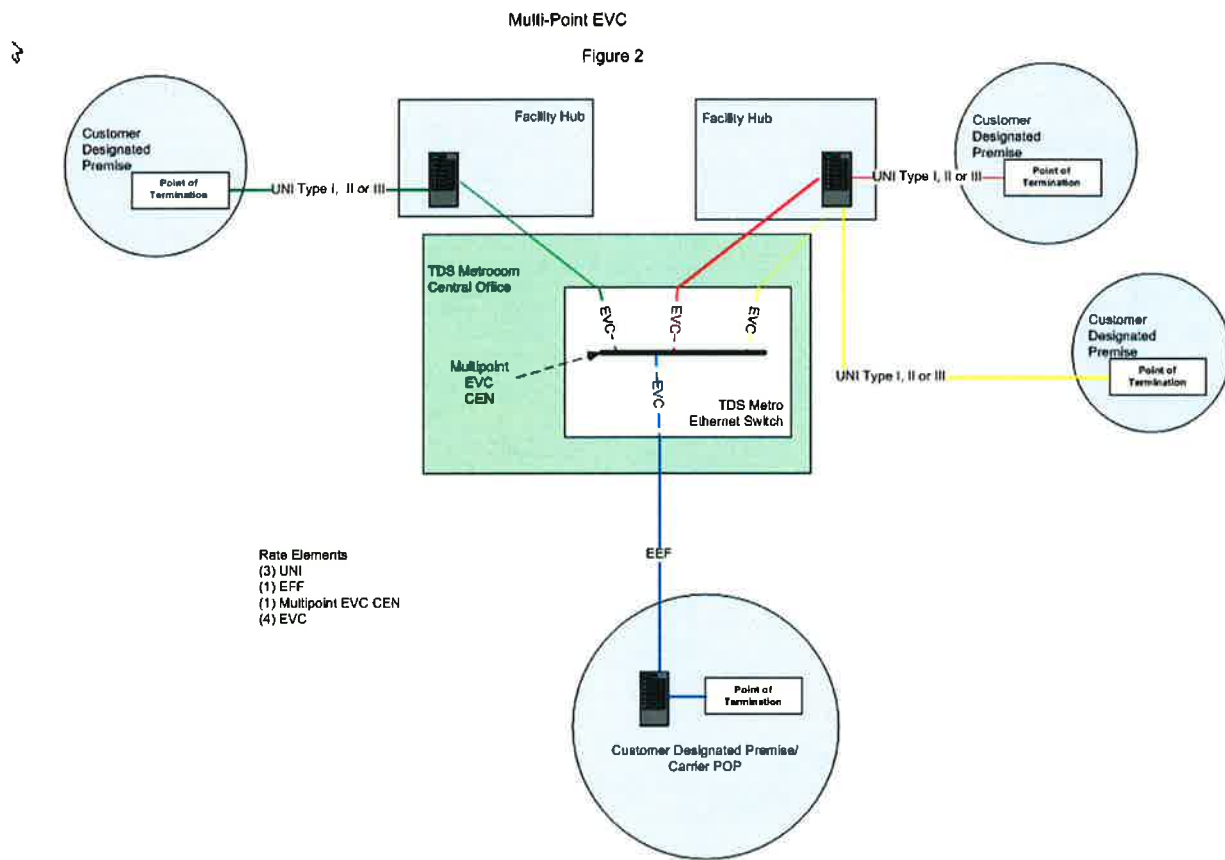 Multi-Point EVC
Figure 2
Customer
Designated
Premise
Point of
Termination
UNI Type I, II or III
Facility Hub
Facility Hub
UNI Type I, II or III
Customer
Designated
Premise
Point of
Termination
TDS Metrocom
Central Office
EVC
EVC
EVC
Multipoint
EVC
CEN
EVC
TDS Metro
Ethernet Switch
Customer
Designated
Premise
Point of
Termination
UNI Type I, II or III
EEF
Rate Elements
(3) UNI
(1) EFF
(1) Multipoint EVC CEN
(4) EVC
Point of
Termination
Customer Designated Premise/
Carrier POP